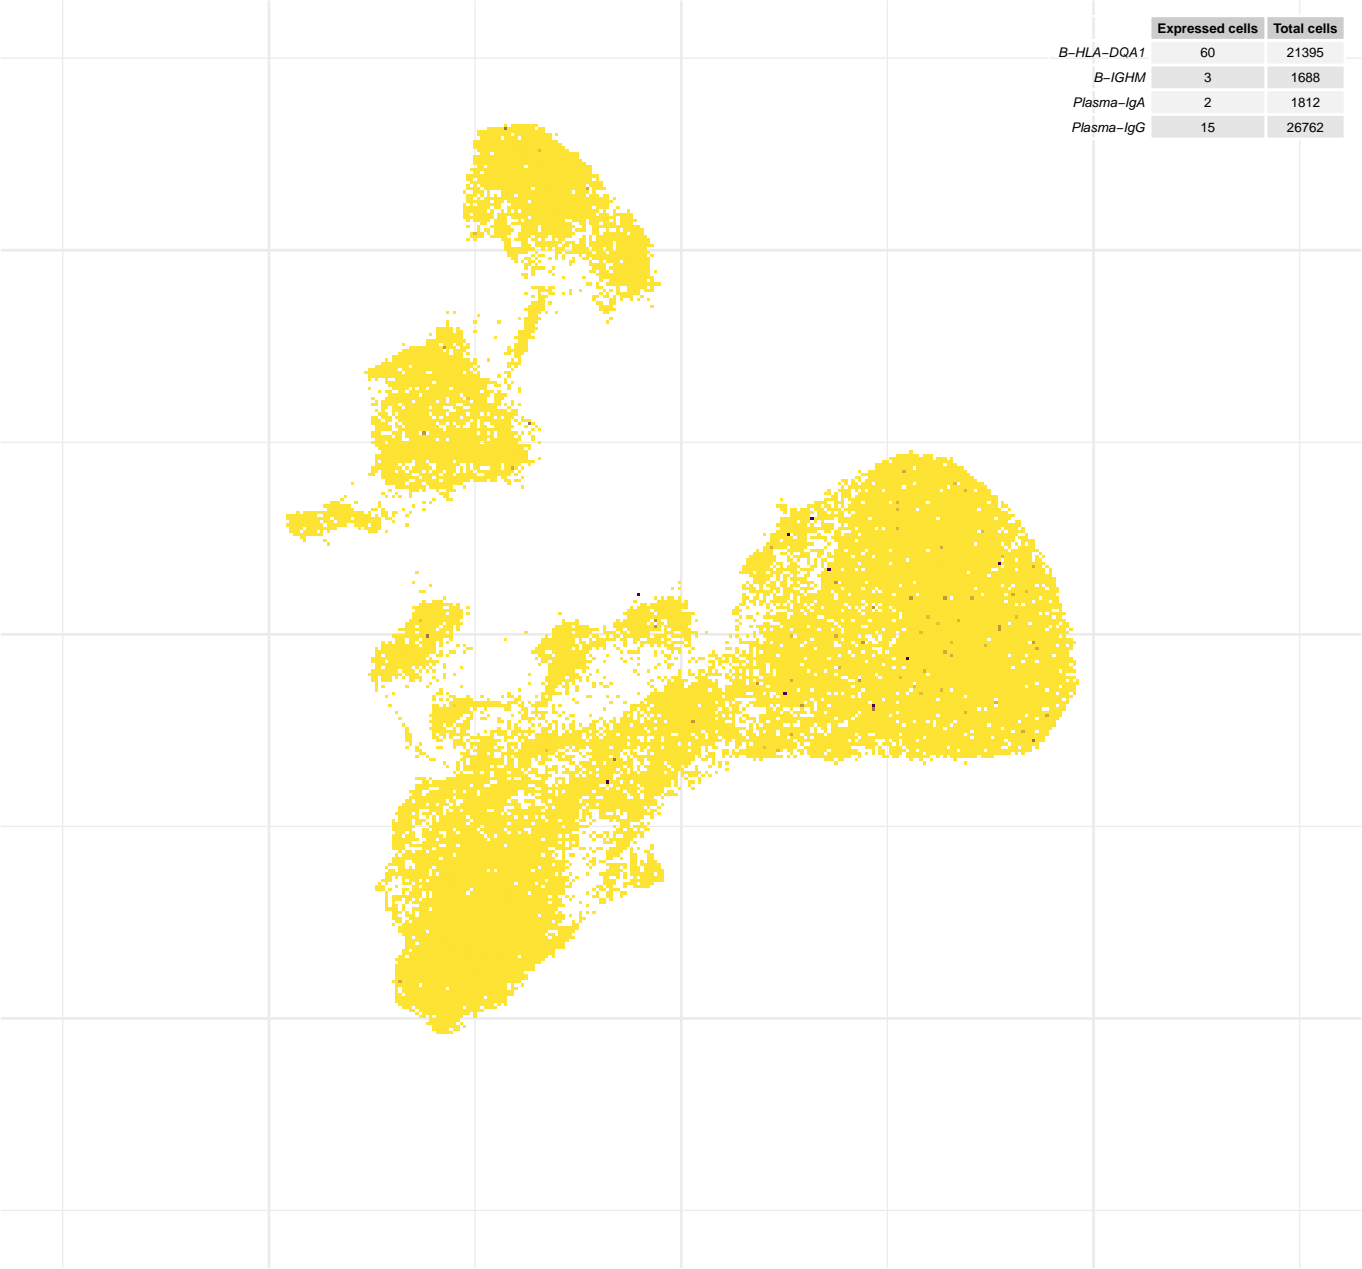 Expressed cells Total cells
B−HLA−DQA1 60 21395
B−IGHM 3 1688
Plasma−IgA 2 1812
Plasma−IgG 15 26762